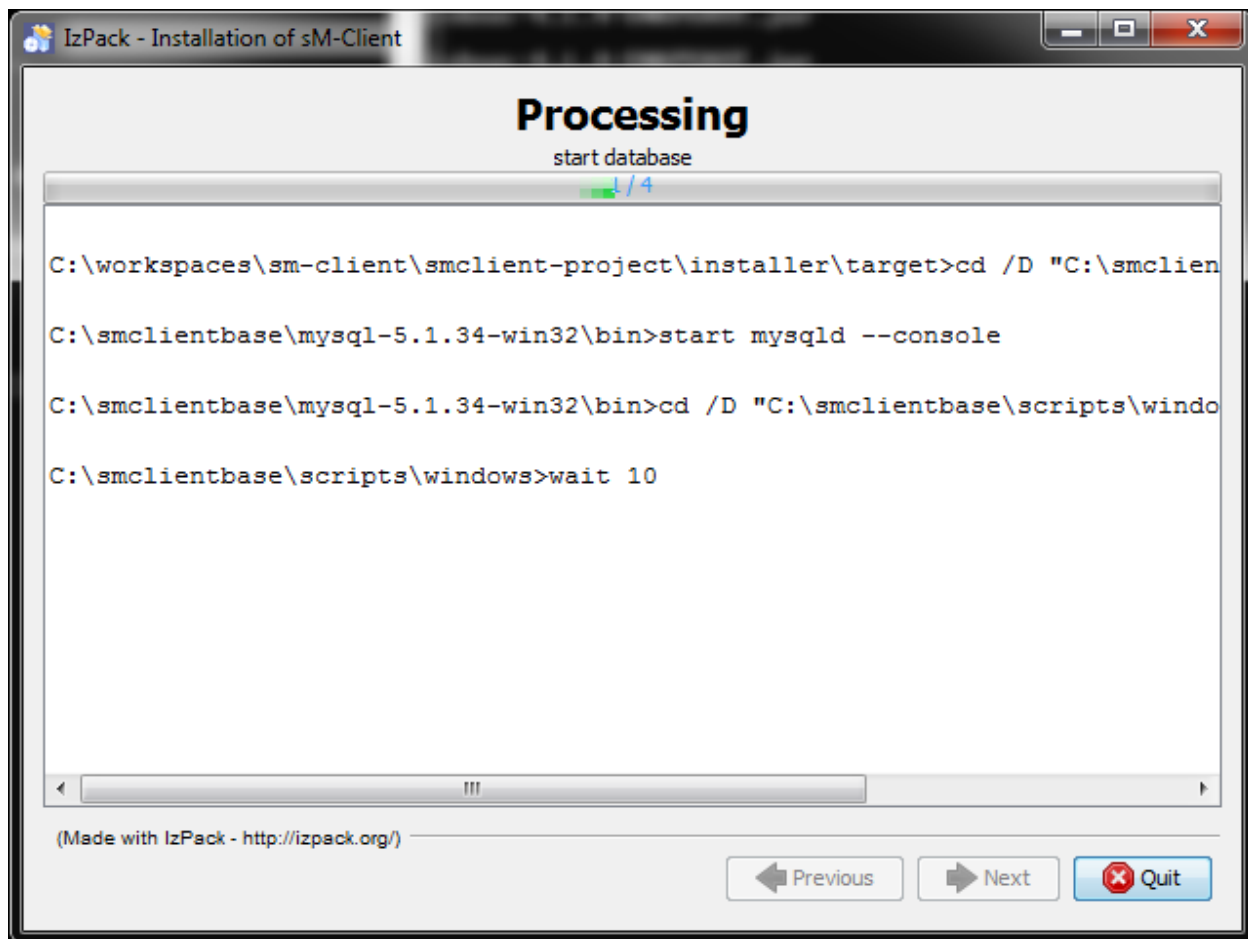 IzPack - Installation of sM-Client
Processing
start database
1 / 4
C:\workspaces\sm-client\smclient-project\installer\target>cd /D "C:\smclien
C:\smclientbase\mysql-5.1.34-win32\bin>start mysqld --console
C:\smclientbase\mysql-5.1.34-win32\bin>cd /D "C:\smclientbase\scripts\windo
C:\smclientbase\scripts\windows>wait 10
(Made with IzPack - http://izpack.org/)
Previous
Next
Quit